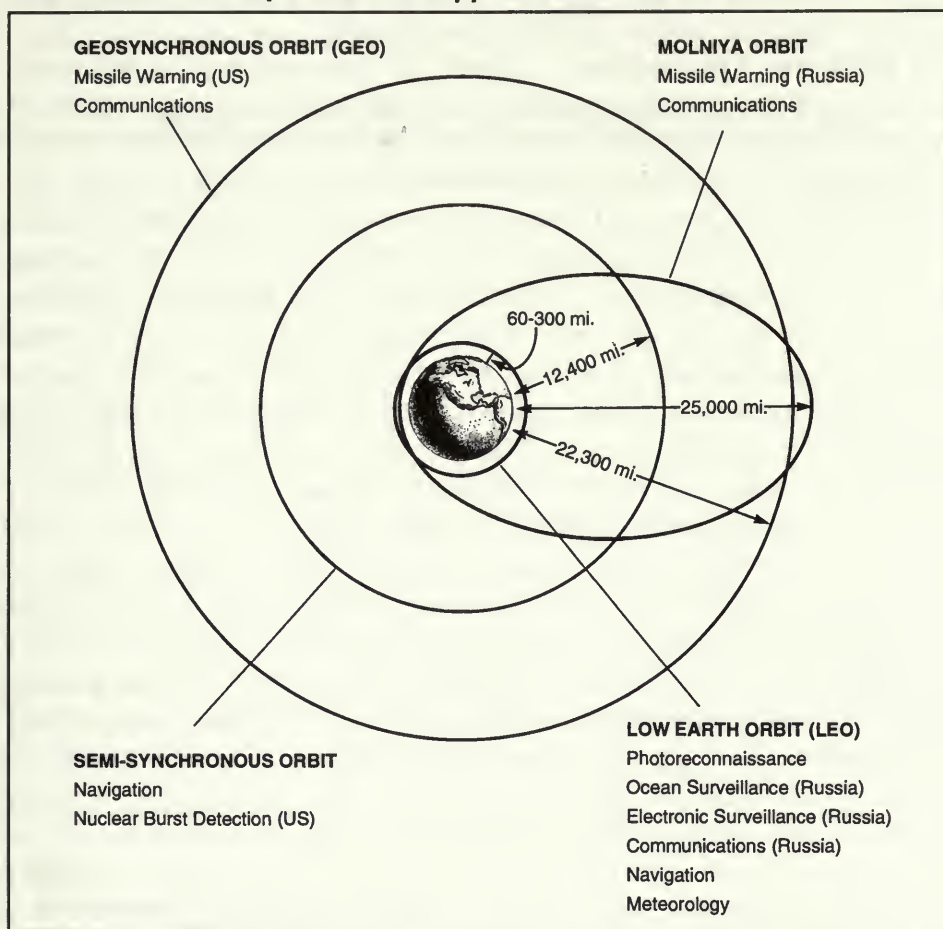 GEOSYNCHRONOUS ORBIT (GEO)
Missile Warning (US)
Communications
MOLNIYA ORBIT
Missile Warning (Russia)
Communications
60-300 mi.
12,400 mi.
25,000 mi.
22,300 mi.
SEMI-SYNCHRONOUS ORBIT
Navigation
Nuclear Burst Detection (US)
LOW EARTH ORBIT (LEO)
Photoreconnaissance
Ocean Surveillance (Russia)
Electronic Surveillance (Russia)
Communications (Russia)
Navigation
Meteorology